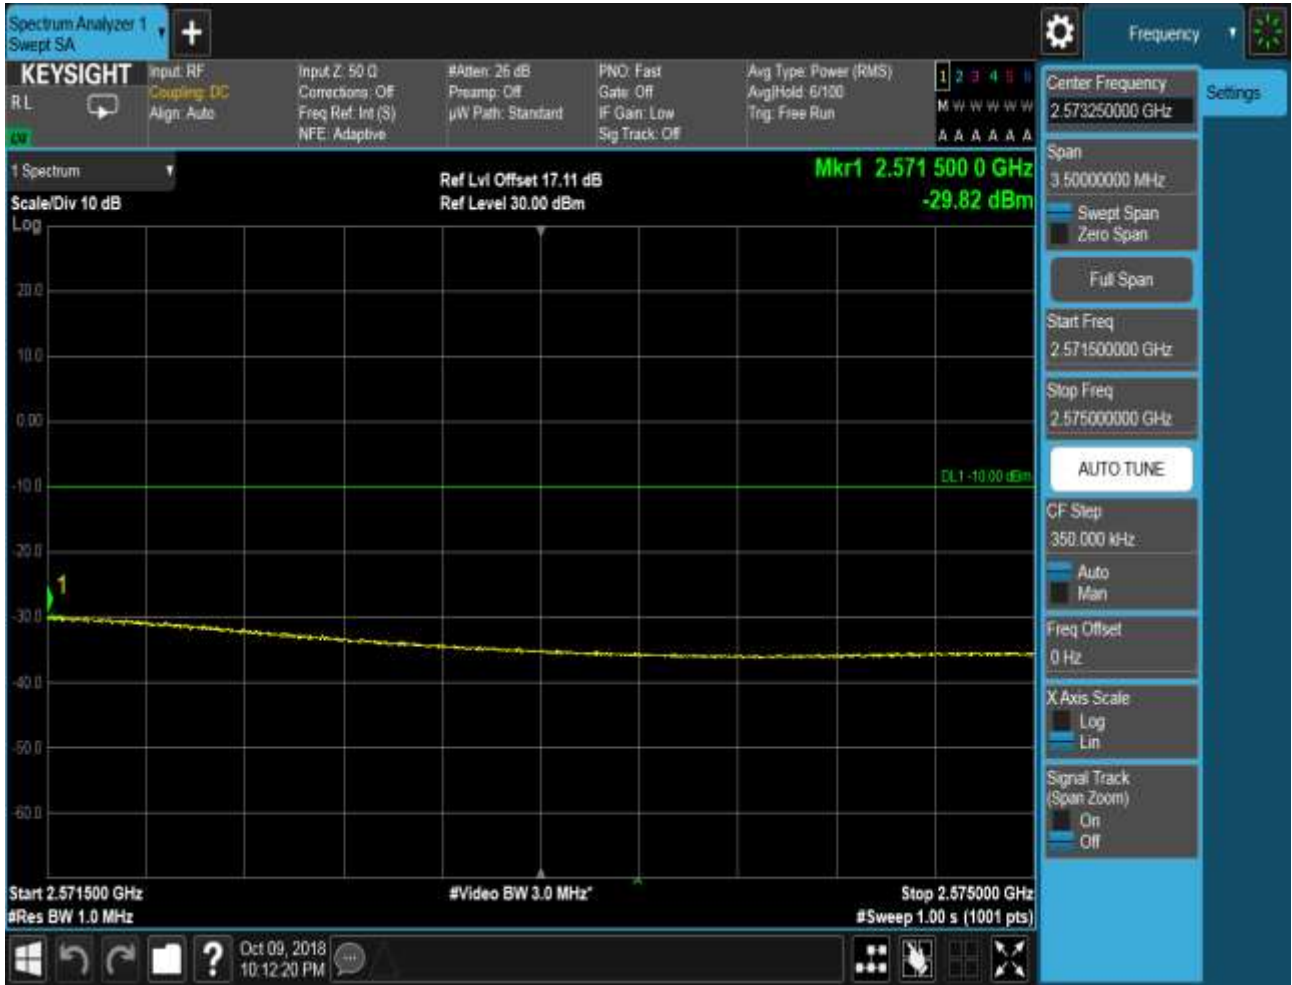 Spectrum Analyzer 1
Swept SA
Frequency
KEYSIGHT
R L
LXI
Input: RF
Coupling: DC
Align: Auto
Input Z: 50 Ω
Corrections: Off
Freq Ref: Int (S)
NFE: Adaptive
#Atten: 26 dB
Preamp: Off
µW Path: Standard
PNO: Fast
Gate: Off
IF Gain: Low
Sig Track: Off
Avg Type: Power (RMS)
Avg|Hold: 6/100
Trig: Free Run
1 2 3 4 5 6
M W W W W W
A A A A A A
1 Spectrum
Scale/Div 10 dB
Log
Ref Lvl Offset 17.11 dB
Ref Level 30.00 dBm
Mkr1 2.571 500 0 GHz
-29.82 dBm
20.0
10.0
0.00
-10.0
-20.0
-30.0
-40.0
-50.0
-60.0
DL1 -10.00 dBm
1
Start 2.571500 GHz
#Res BW 1.0 MHz
#Video BW 3.0 MHz*
Stop 2.575000 GHz
#Sweep 1.00 s (1001 pts)
Oct 09, 2018
10:12:20 PM
Center Frequency
2.573250000 GHz
Settings
Span
3.50000000 MHz
Swept Span
Zero Span
Full Span
Start Freq
2.571500000 GHz
Stop Freq
2.575000000 GHz
AUTO TUNE
CF Step
350.000 kHz
Auto
Man
Freq Offset
0 Hz
X Axis Scale
Log
Lin
Signal Track
(Span Zoom)
On
Off